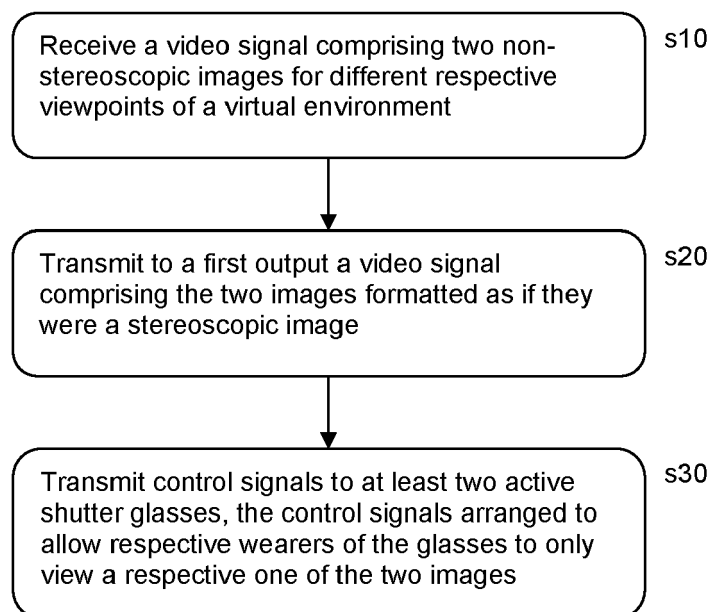 Receive a video signal comprising two non-
stereoscopic images for different respective
viewpoints of a virtual environment
s10
Transmit to a first output a video signal
comprising the two images formatted as if they
were a stereoscopic image
s20
Transmit control signals to at least two active
shutter glasses, the control signals arranged to
allow respective wearers of the glasses to only
view a respective one of the two images
s30